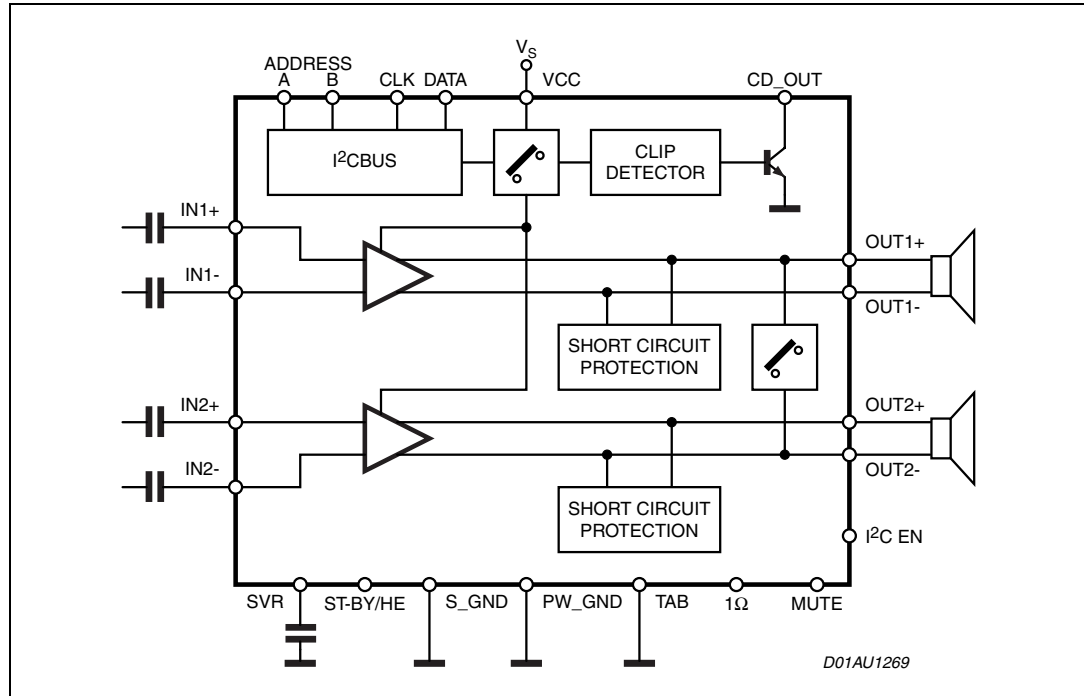 V_S
ADDRESS
A B CLK DATA VCC CD_OUT
I²CBUS
CLIP
DETECTOR
IN1+
OUT1+
IN1-
OUT1-
SHORT CIRCUIT
PROTECTION
IN2+
OUT2+
IN2-
OUT2-
SHORT CIRCUIT
PROTECTION
I²C EN
SVR ST-BY/HE S_GND PW_GND TAB 1Ω MUTE
D01AU1269